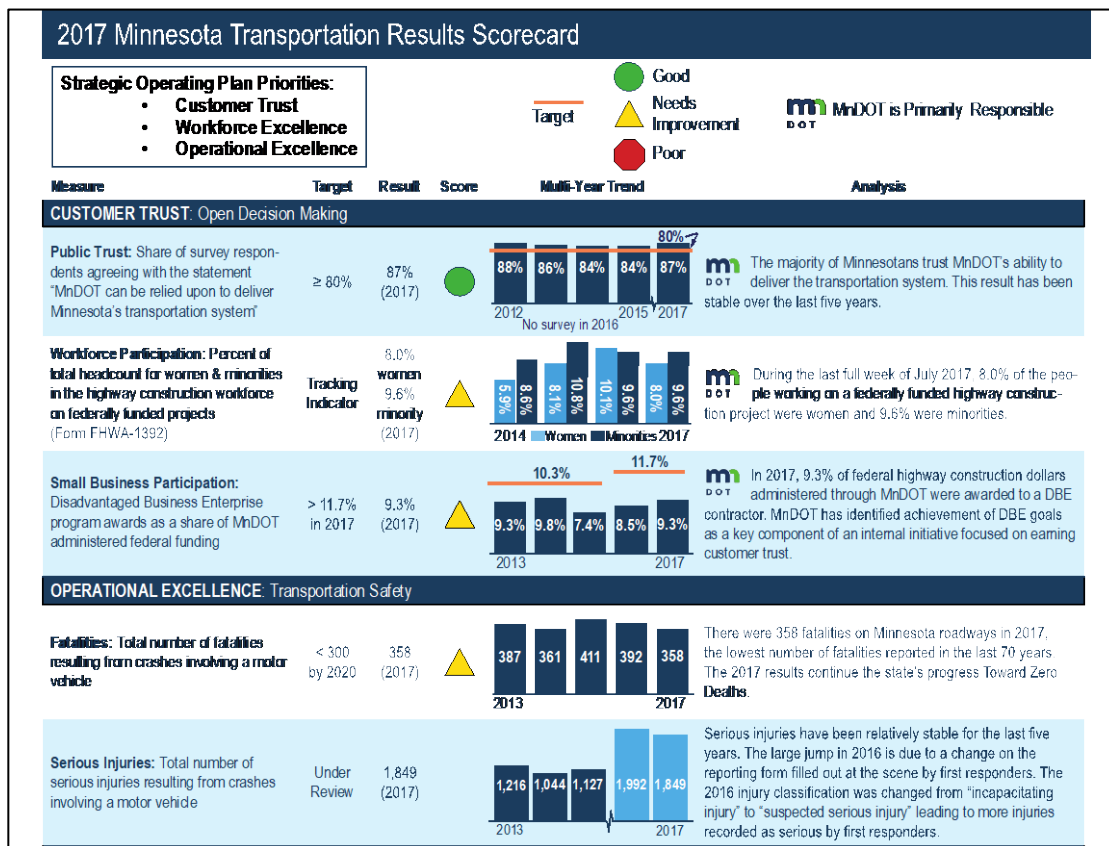 2017 Minnesota Transportation Results Scorecard
Strategic Operating Plan Priorities:
• Customer Trust
• Workforce Excellence
• Operational Excellence
Target
Good
Needs
Improvement
Poor
mn DOT MnDOT is Primarily Responsible
Measure Target Result Score Multi-Year Trend Analysis
CUSTOMER TRUST: Open Decision Making
Public Trust: Share of survey respon-
dents agreeing with the statement
“MnDOT can be relied upon to deliver
Minnesota’s transportation system”
≥ 80%
87%
(2017)
80%
88% 86% 84% 84% 87%
2012 2015 2017
No survey in 2016
mn DOT
The majority of Minnesotans trust MnDOT’s ability to
deliver the transportation system. This result has been
stable over the last five years.
Workforce Participation: Percent of
total headcount for women & minorities
in the highway construction workforce
on federally funded projects
(Form FHWA-1392)
Tracking
Indicator
8.0%
women
9.6%
minority
(2017)
5.9% 8.6% 8.1% 10.8% 10.1% 9.6% 8.0% 9.6%
2014 Women Minorities 2017
mn DOT
During the last full week of July 2017, 8.0% of the peo-
ple working on a federally funded highway construc-
tion project were women and 9.6% were minorities.
Small Business Participation:
Disadvantaged Business Enterprise
program awards as a share of MnDOT
administered federal funding
> 11.7%
in 2017
9.3%
(2017)
10.3% 11.7%
9.3% 9.8% 7.4% 8.5% 9.3%
2013 2017
mn DOT
In 2017, 9.3% of federal highway construction dollars
administered through MnDOT were awarded to a DBE
contractor. MnDOT has identified achievement of DBE goals
as a key component of an internal initiative focused on earning
customer trust.
OPERATIONAL EXCELLENCE: Transportation Safety
Fatalities: Total number of fatalities
resulting from crashes involving a motor
vehicle
< 300
by 2020
358
(2017)
387 361 411 392 358
2013 2017
There were 358 fatalities on Minnesota roadways in 2017,
the lowest number of fatalities reported in the last 70 years.
The 2017 results continue the state’s progress Toward Zero
Deaths.
Serious Injuries: Total number of
serious injuries resulting from crashes
involving a motor vehicle
Under
Review
1,849
(2017)
1,216 1,044 1,127 1,992 1,849
2013 2017
Serious injuries have been relatively stable for the last five
years. The large jump in 2016 is due to a change on the
reporting form filled out at the scene by first responders. The
2016 injury classification was changed from “incapacitating
injury” to “suspected serious injury” leading to more injuries
recorded as serious by first responders.